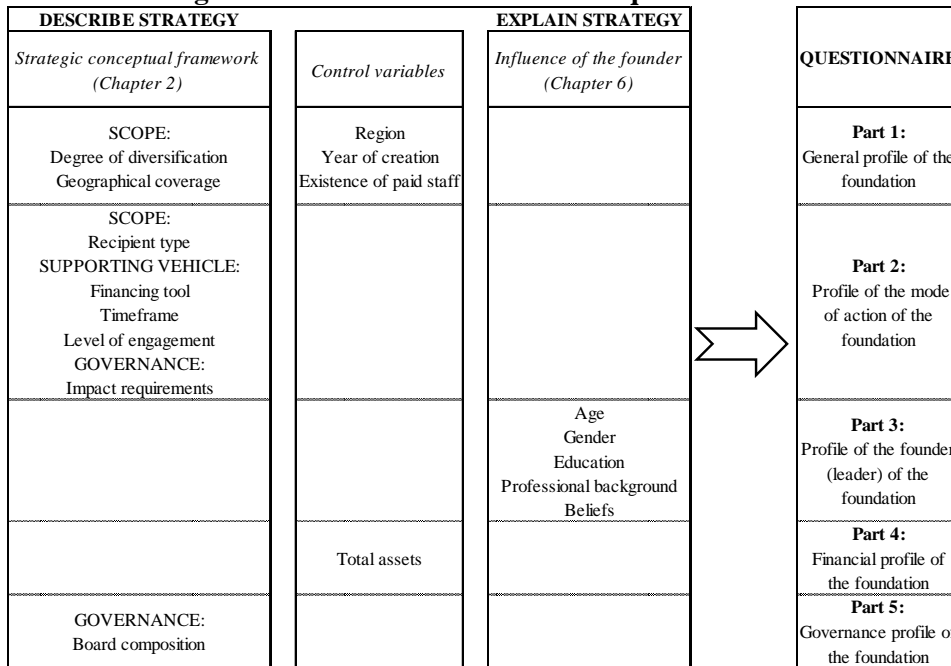 DESCRIBE STRATEGY
EXPLAIN STRATEGY
Strategic conceptual framework
(Chapter 2)
Control variables
Influence of the founder
(Chapter 6)
QUESTIONNAIRE
SCOPE:
Degree of diversification
Geographical coverage
Region
Year of creation
Existence of paid staff
Part 1:
General profile of the
foundation
SCOPE:
Recipient type
SUPPORTING VEHICLE:
Financing tool
Timeframe
Level of engagement
GOVERNANCE:
Impact requirements
Part 2:
Profile of the mode
of action of the
foundation
Age
Gender
Education
Professional background
Beliefs
Part 3:
Profile of the founder
(leader) of the
foundation
Total assets
Part 4:
Financial profile of
the foundation
GOVERNANCE:
Board composition
Part 5:
Governance profile of
the foundation